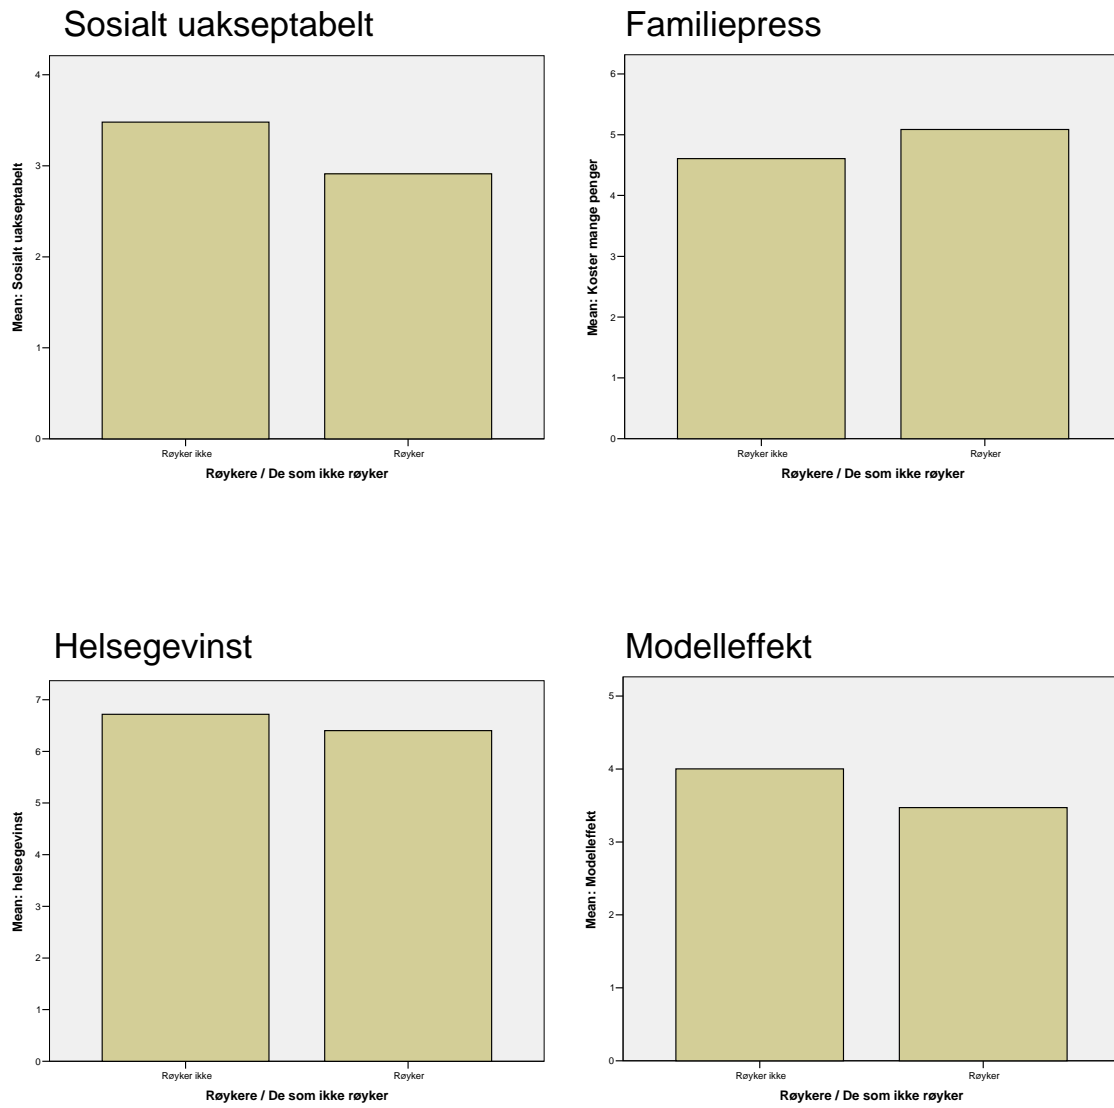 Sosialt uakseptabelt
4
3
2
1
0
Mean: Sosialt uakseptabelt
Røyker ikke Røyker
Røykere / De som ikke røyker
Familiepress
6
5
4
3
2
1
0
Mean: Koster mange penger
Røyker ikke Røyker
Røykere / De som ikke røyker
Helsegevinst
7
6
5
4
3
2
1
0
Mean: helsegevinst
Røyker ikke Røyker
Røykere / De som ikke røyker
Modelleffekt
5
4
3
2
1
0
Mean: Modelleffekt
Røyker ikke Røyker
Røykere / De som ikke røyker